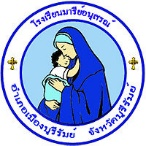 โรงเรียนมารีย์อนุสรณ์
อำเภอเมืองบุรีรัมย์ จังหวัดบุรีรัมย์